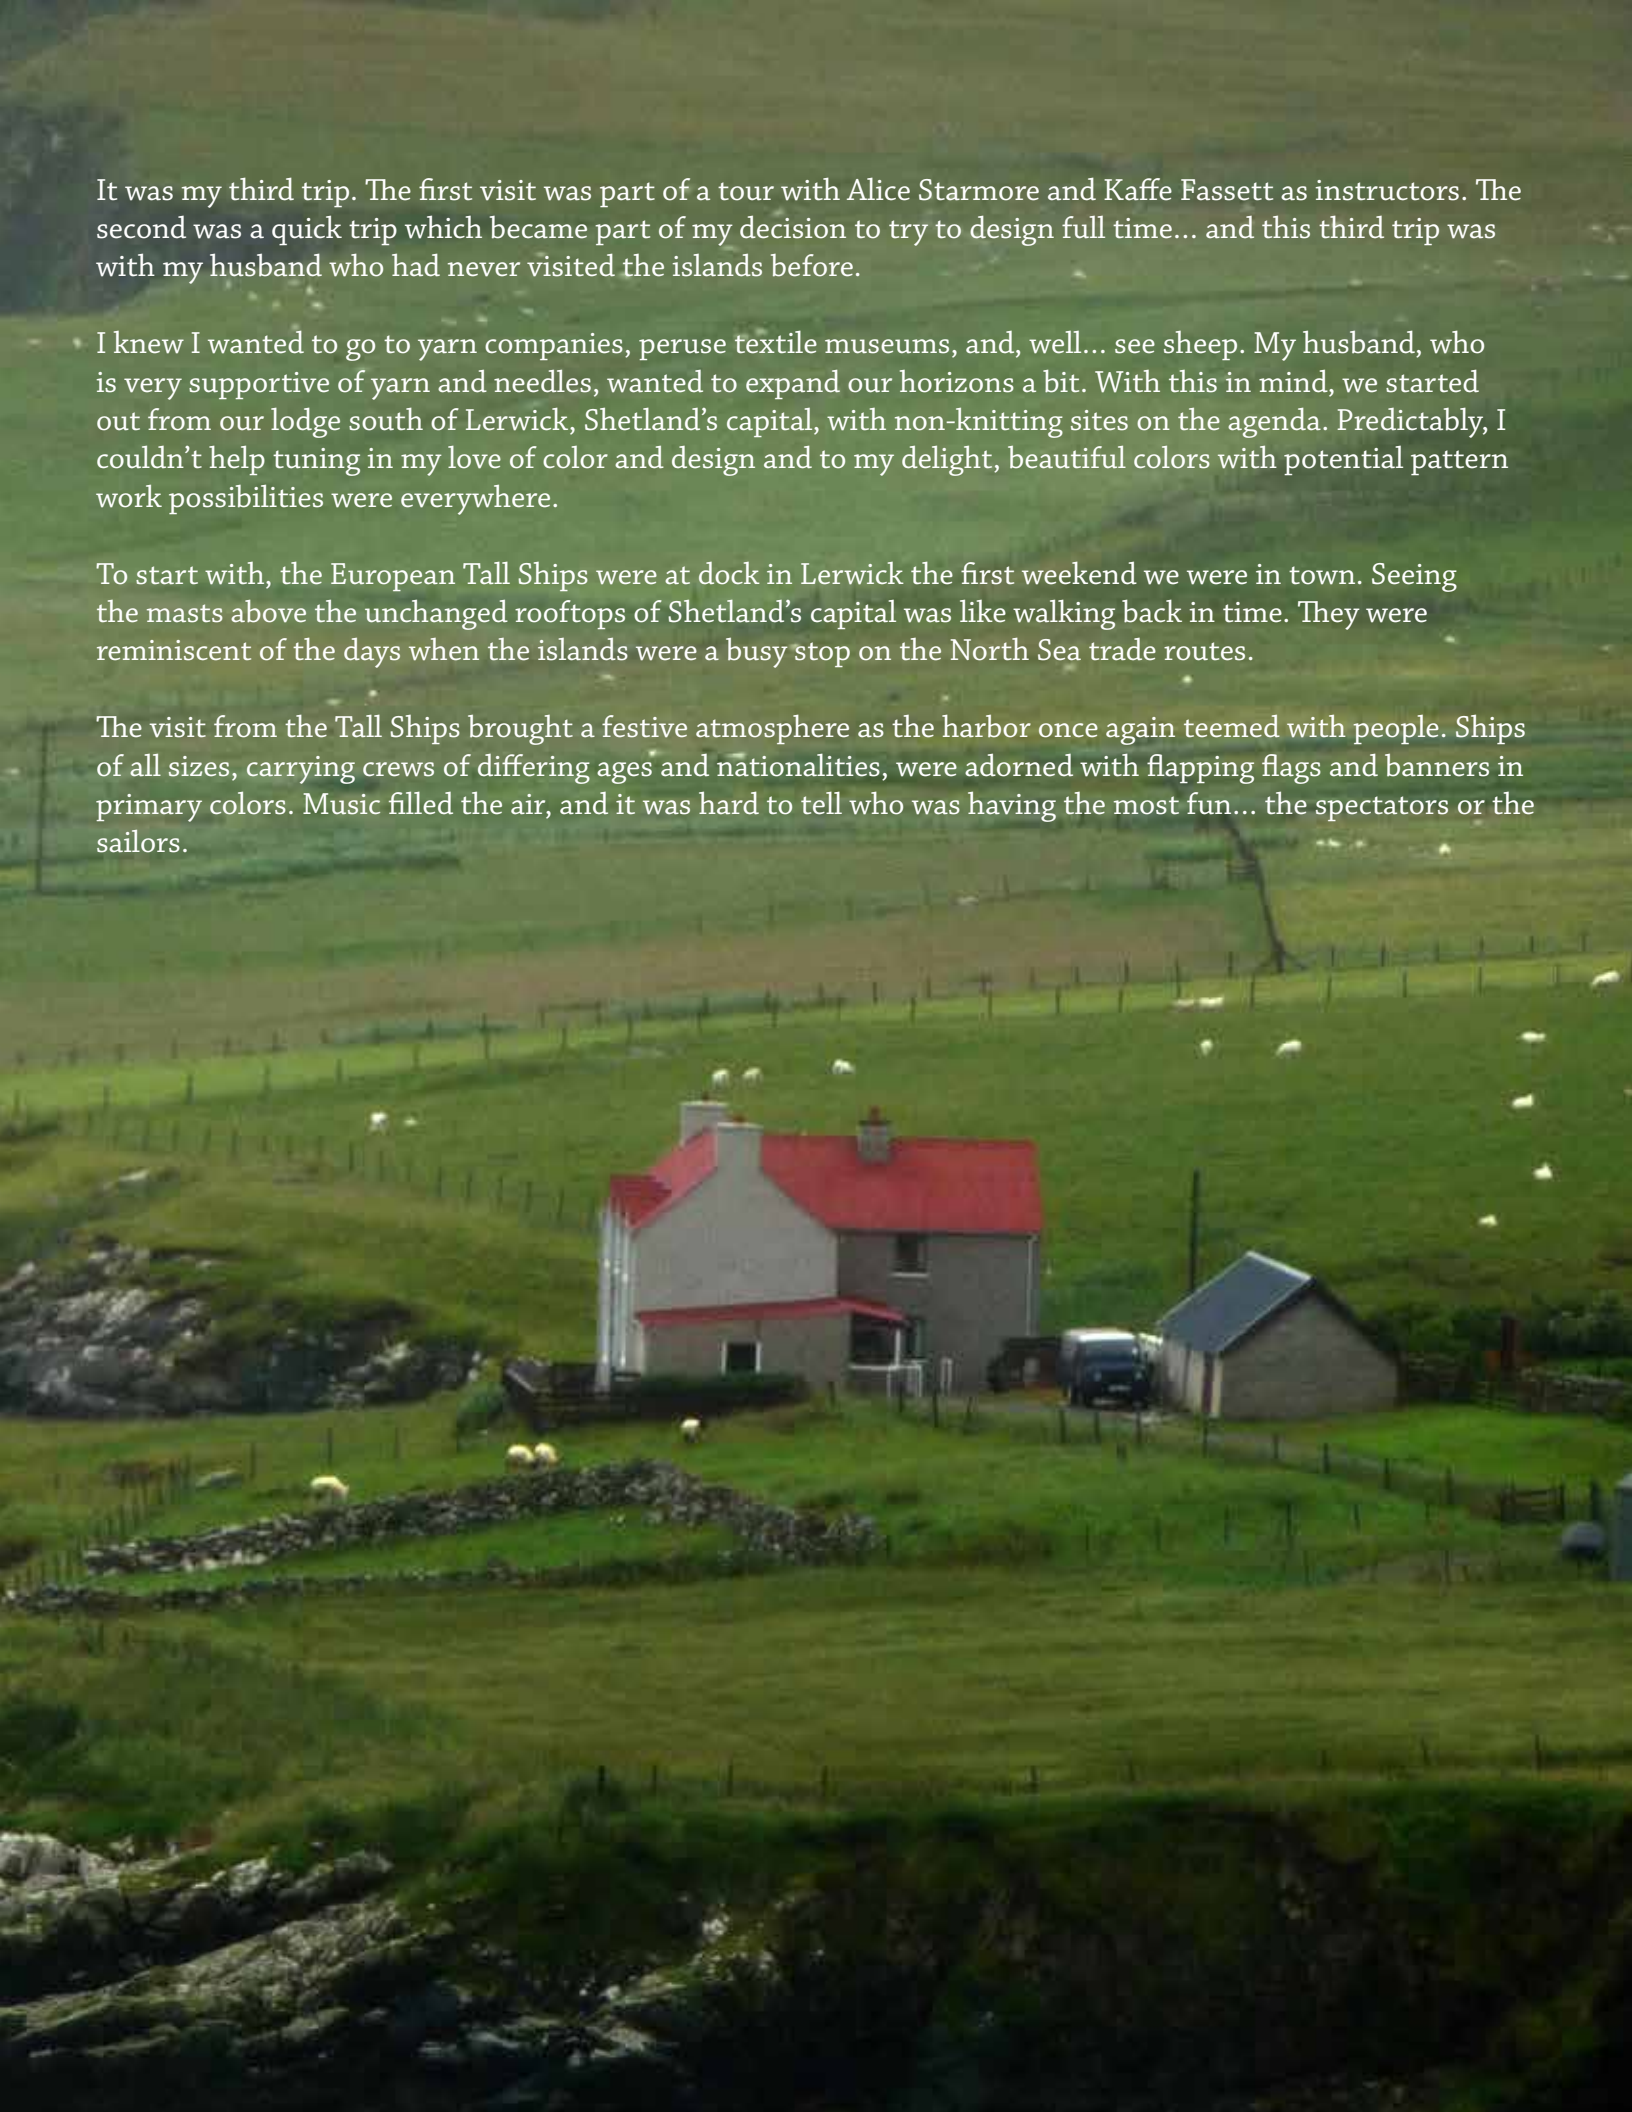 It was my third trip. The first visit was part of a tour with Alice Starmore and Kaffe Fassett as instructors. The
second was a quick trip which became part of my decision to try to design full time… and this third trip was
with my husband who had never visited the islands before.
I knew I wanted to go to yarn companies, peruse textile museums, and, well… see sheep. My husband, who
is very supportive of yarn and needles, wanted to expand our horizons a bit. With this in mind, we started
out from our lodge south of Lerwick, Shetland’s capital, with non-knitting sites on the agenda. Predictably, I
couldn’t help tuning in my love of color and design and to my delight, beautiful colors with potential pattern
work possibilities were everywhere.
To start with, the European Tall Ships were at dock in Lerwick the first weekend we were in town. Seeing
the masts above the unchanged rooftops of Shetland’s capital was like walking back in time. They were
reminiscent of the days when the islands were a busy stop on the North Sea trade routes.
The visit from the Tall Ships brought a festive atmosphere as the harbor once again teemed with people. Ships
of all sizes, carrying crews of differing ages and nationalities, were adorned with flapping flags and banners in
primary colors. Music filled the air, and it was hard to tell who was having the most fun… the spectators or the
sailors.